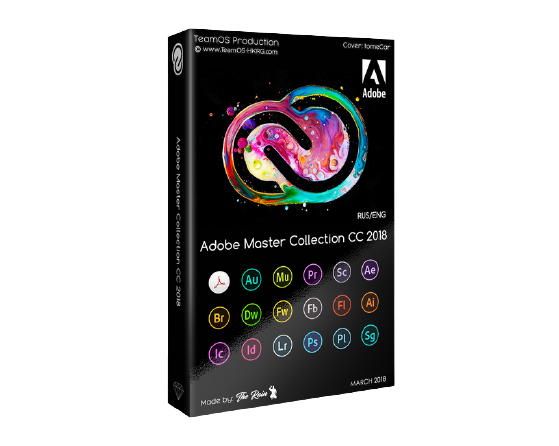 TeamOS Production
© www.TeamOS-HKRG.com
Cover: tomeCar
Adobe
RUS/ENG
Adobe Master Collection CC 2018
Au Mu Pr Sc Ae
Br Dw Fw Fb Fl Ai
Ic Id Lr Ps Pl Sg
Made by: The Rain
MARCH 2018
Adobe Master Collection CC 2018